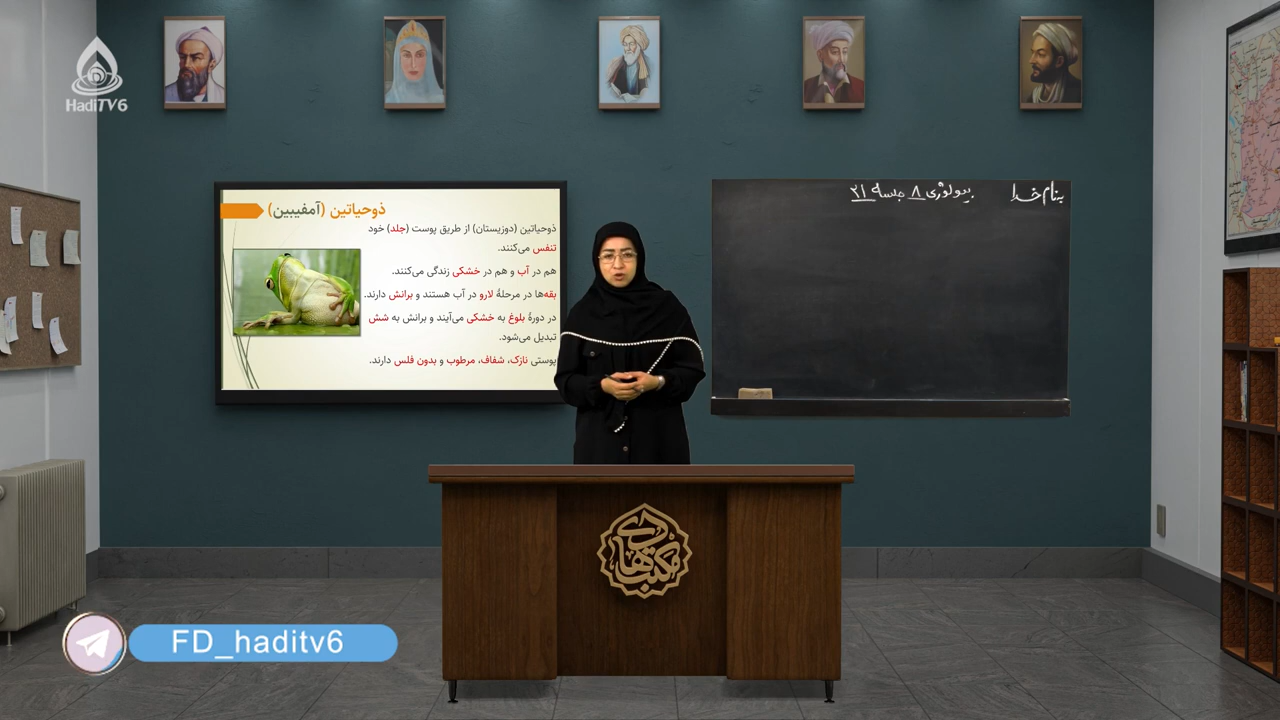 HadiTV6
ذوحیاتین (آمفیبین)
ذوحیاتین (دوزیستان) از طریق پوست (جلد) خود
تنفس می‌کنند.
هم در آب و هم در خشکی زندگی می‌کنند.
بقه‌ها در مرحلهٔ لارو در آب هستند و برانش دارند.
در دورهٔ بلوغ به خشکی می‌آیند و برانش به شش
تبدیل می‌شود.
پوستی نازک، شفاف، مرطوب و بدون فلس دارند.
بنام خدا
بیولوژی ۸ جلسه ۲۱
مکتب هادی
FD_haditv6